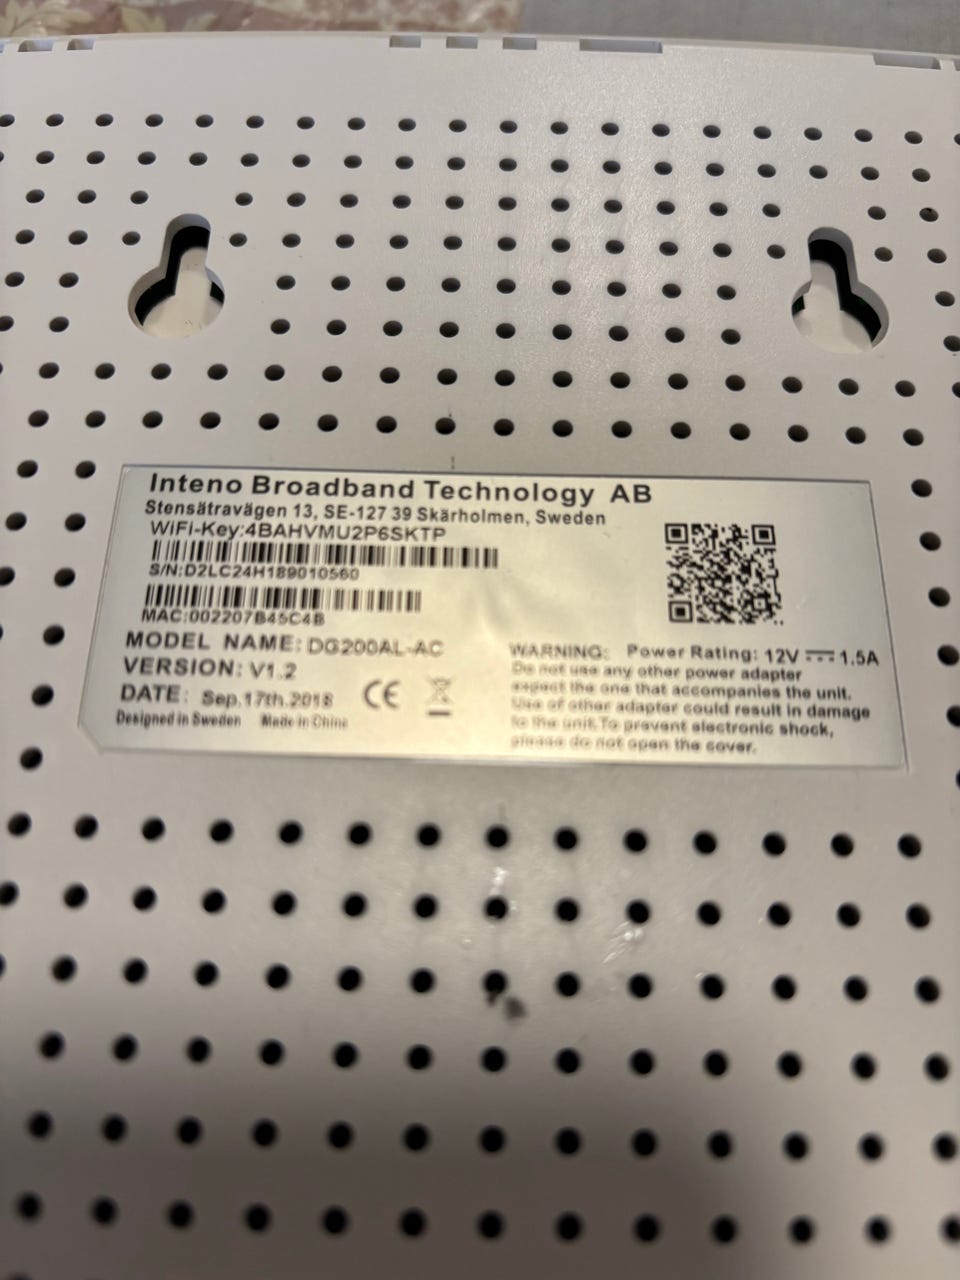 Inteno Broadband Technology AB
Stensätravägen 13, SE-127 39 Skärholmen, Sweden
WiFi-Key:4BAHVMU2P6SKTP
S/N:D2LC24H189010560
MAC:002207B45C4B
MODEL NAME: DG200AL-AC
VERSION: V1.2
DATE: Sep.17th.2018
CE
Designed in Sweden Made in China
WARNING: Power Rating: 12V 1.5A
Do not use any other power adapter
expect the one that accompanies the unit.
Use of other adapter could result in damage
to the unit.To prevent electronic shock,
please do not open the cover.